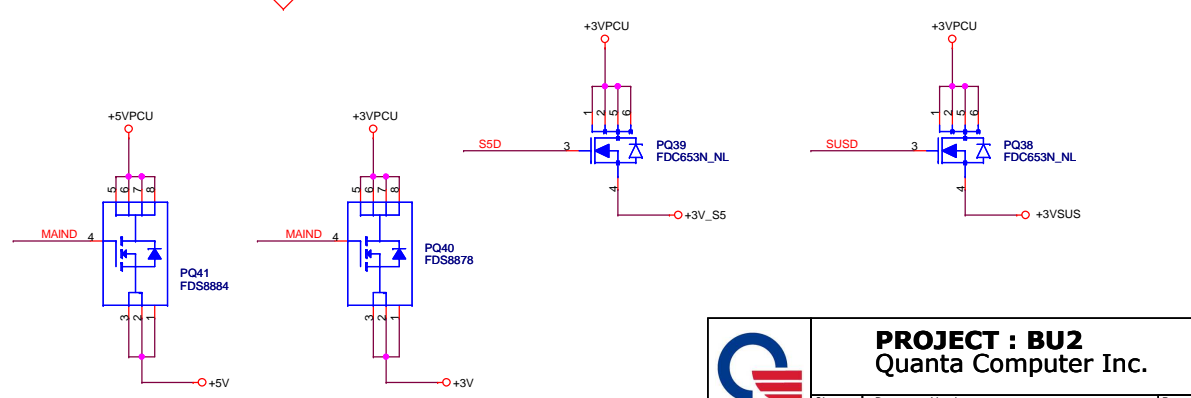 +3VPCU
+3VPCU
+5VPCU
+3VPCU
1
2
5
6
S5D
3
PQ39
FDC653N_NL
4
+3V_S5
1
2
5
6
SUSD
3
PQ38
FDC653N_NL
4
+3VSUS
5
6
7
8
MAIND
4
PQ41
FDS8884
3
2
1
+5V
5
6
7
8
MAIND
4
PQ40
FDS8878
3
2
1
+3V
PROJECT : BU2
Quanta Computer Inc.